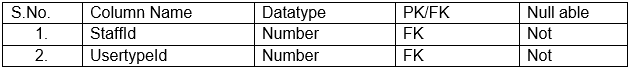 S.No. Column Name Datatype PK/FK Null able
1. StaffId Number FK Not
2. UsertypeId Number FK Not